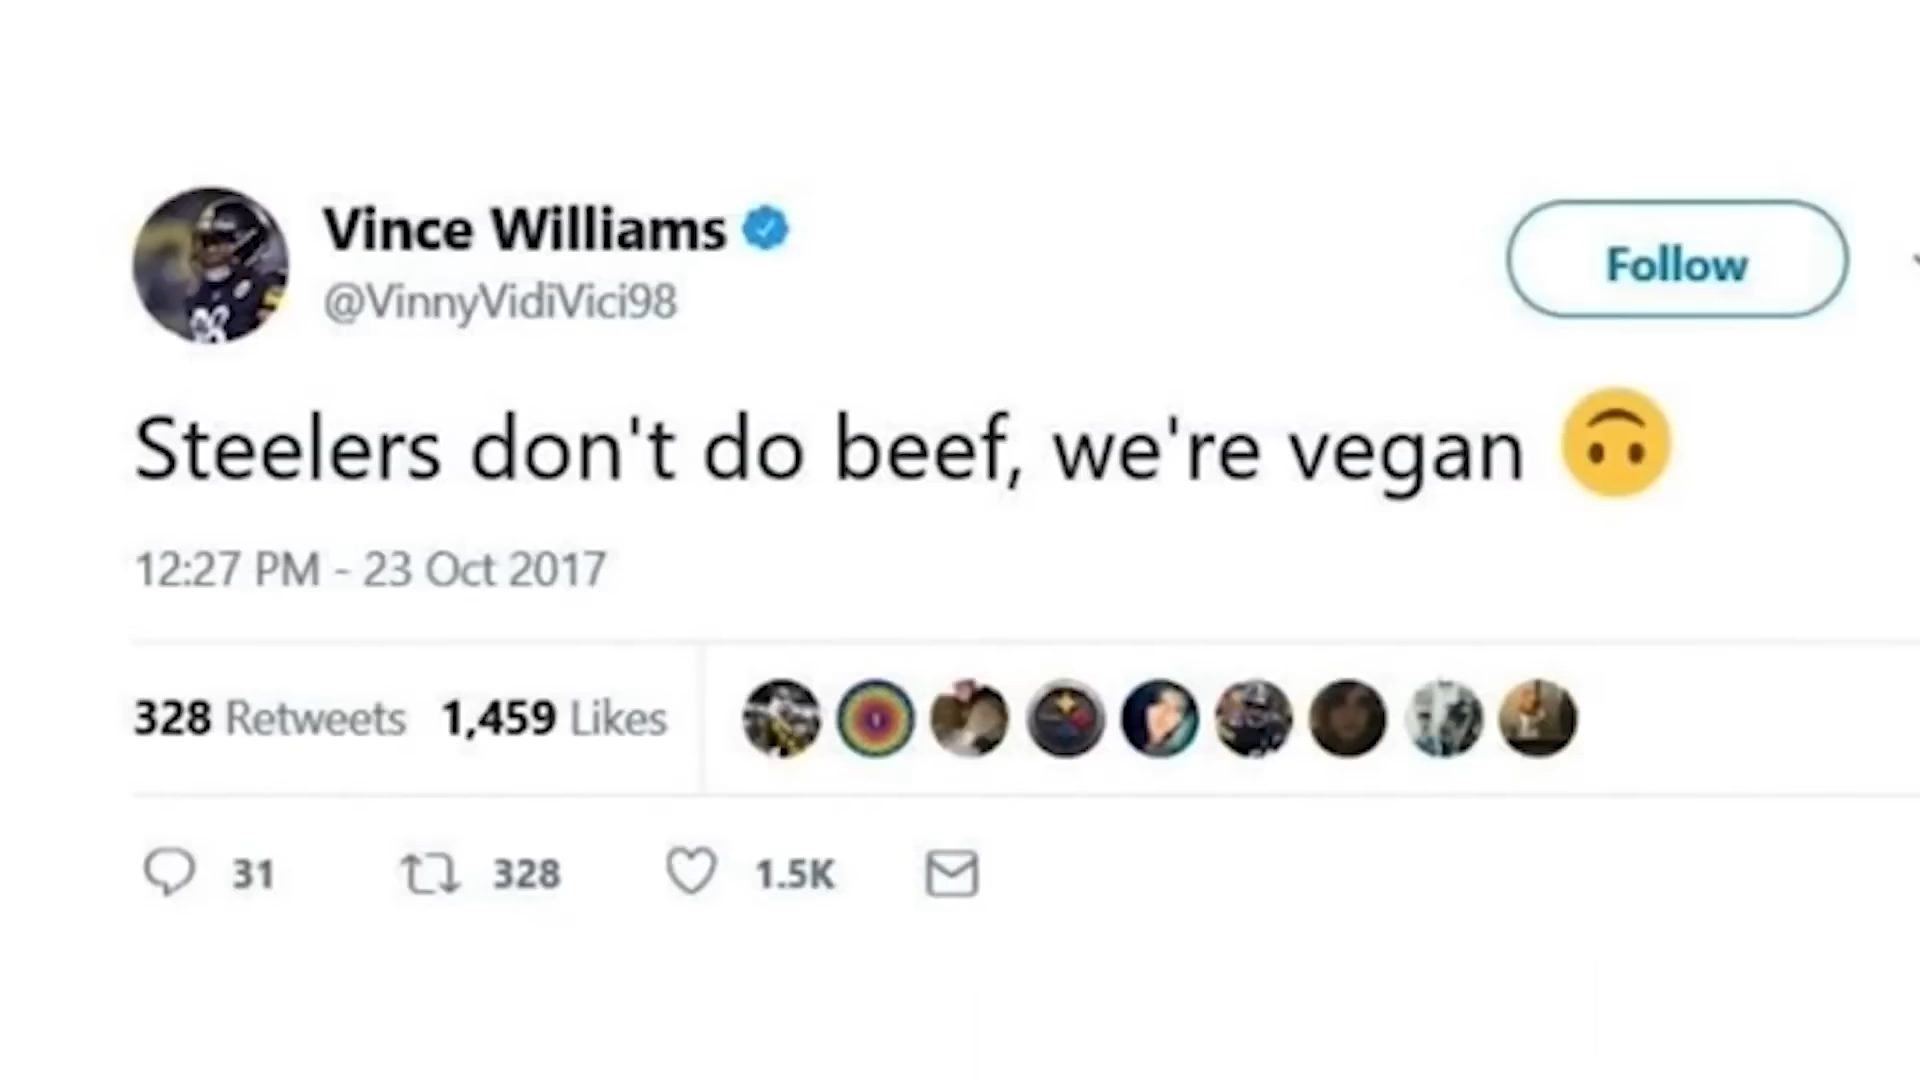 Vince Williams
@VinnyVidiVici98
Follow
Steelers don't do beef, we're vegan 🙃
12:27 PM - 23 Oct 2017
328 Retweets 1,459 Likes
31 328 1.5K